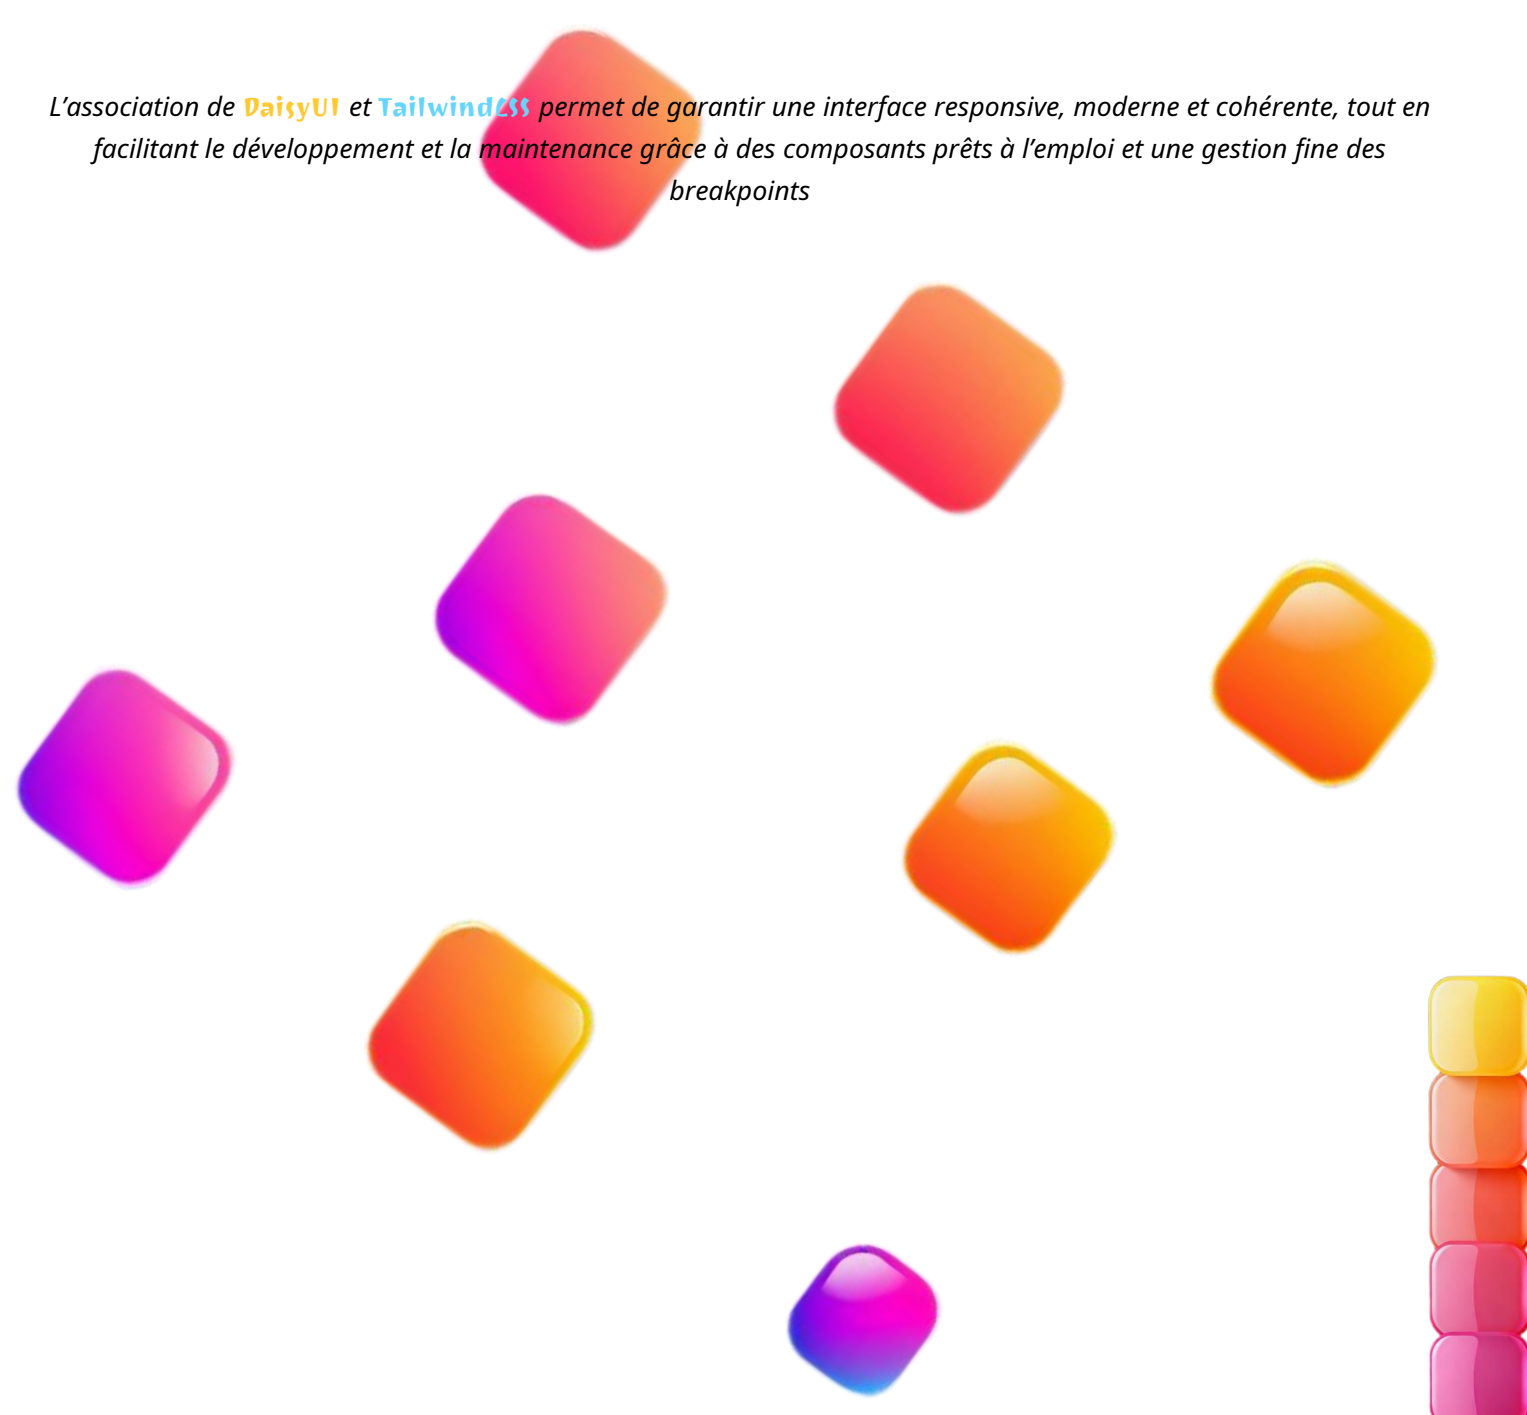 L’association de DaisyUI et TailwindCSS permet de garantir une interface responsive, moderne et cohérente, tout en
facilitant le développement et la maintenance grâce à des composants prêts à l’emploi et une gestion fine des
breakpoints